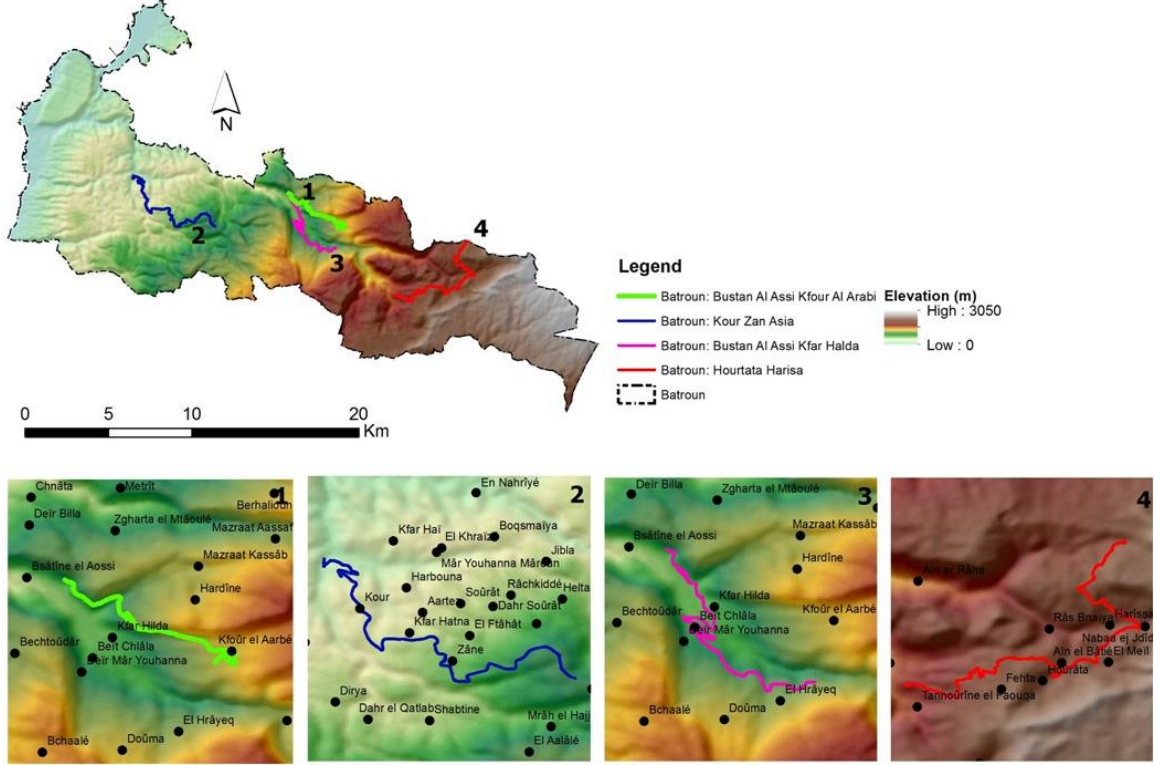 N
1
2
3
4
0 5 10 20
Km
Legend
Batroun: Bustan Al Assi Kfour Al Arabi
Batroun: Kour Zan Asia
Batroun: Bustan Al Assi Kfar Halda
Batroun: Hourtata Harisa
Batroun
Elevation (m)
High : 3050
Low : 0
1
Chnâta
Metrît
Berhalioun
Deïr Billa
Zgharta el Mtâoulé
Mazraat Aassaf
Mazraat Kassâb
Bsâtîne el Aossi
Hardîne
Kfar Hilda
Kfoûr el Aarbé
Bechtoûdâr
Beït Chlâla
Deïr Mâr Youhanna
El Hrâyeq
Bchaalé
Doûma
2
En Nahrîyé
Kfar Haï
El Khraïz
Boqsmaïya
Mâr Youhanna Mâroun
Jibla
Harbouna
Râchkiddé
Kour
Aartez
Soûrât
Dahr Soûrât
Helta
Kfar Hatna
El Ftâhât
Zâne
Dirya
Dahr el Qatlab
Shabtine
Mrâh el Hajj
El Aalâlé
3
Deïr Billa
Zgharta el Mtâoulé
Mazraat Kassâb
Bsâtîne el Aossi
Hardîne
Kfar Hilda
Kfoûr el Aarbé
Bechtoûdâr
Beït Chlâla
Deïr Mâr Youhanna
El Hrâyeq
Bchaalé
Doûma
4
Aïn er Râha
Râs Bnaiya
Harîssa
Nabaa ej Jdîd
Aïn el Bâtié
El Meïl
Hourâta
Fehta
Tannoûrîne el Faouqa